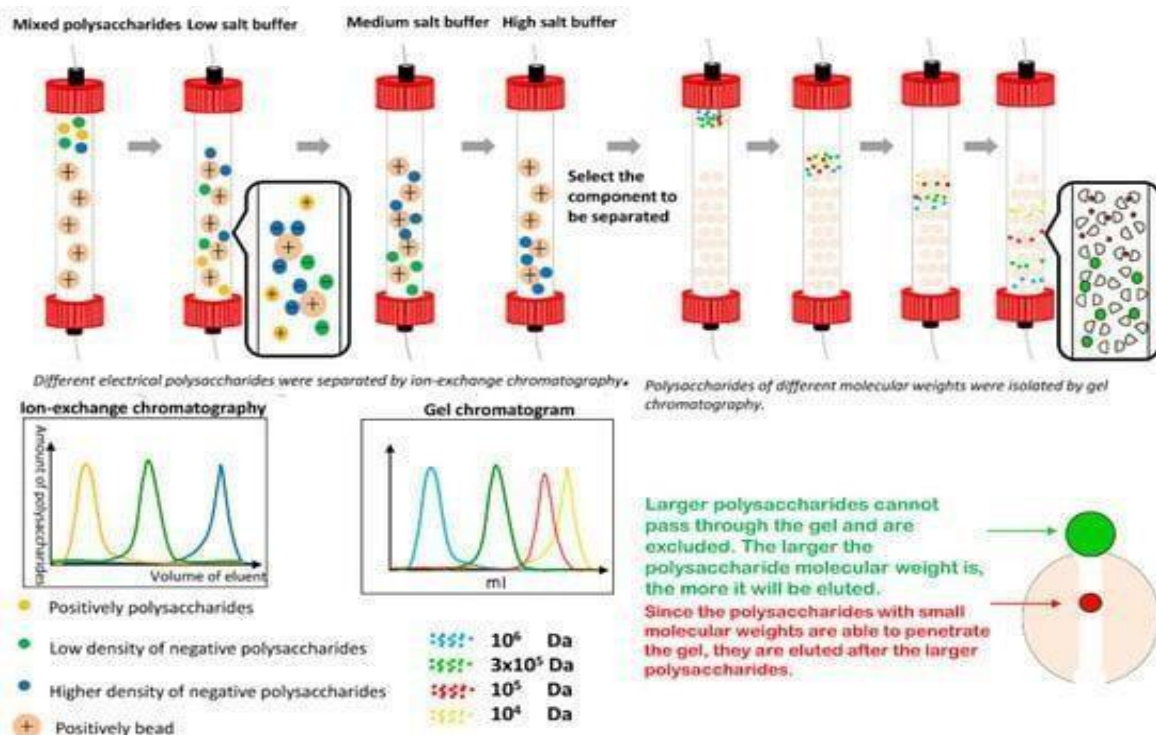 Mixed polysaccharides Low salt buffer Medium salt buffer High salt buffer
Select the
component to
be separated
Different electrical polysaccharides were separated by ion-exchange chromatography.
Polysaccharides of different molecular weights were isolated by gel
chromatography.
Ion-exchange chromatography
Amount of polysaccharides
Volume of eluent
Gel chromatogram
ml
Positively polysaccharides
Low density of negative polysaccharides
Higher density of negative polysaccharides
+ Positively bead
10⁶ Da
3x10⁵ Da
10⁵ Da
10⁴ Da
Larger polysaccharides cannot
pass through the gel and are
excluded. The larger the
polysaccharide molecular weight is,
the more it will be eluted.
Since the polysaccharides with small
molecular weights are able to penetrate
the gel, they are eluted after the larger
polysaccharides.